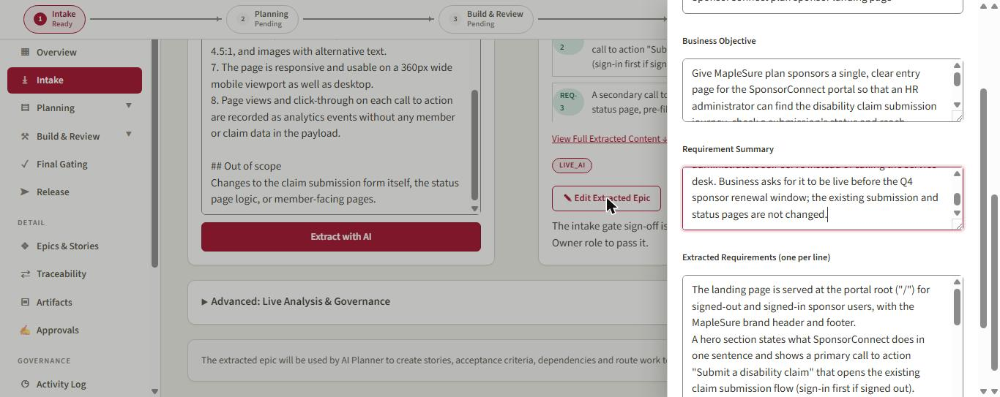 1 Intake
Ready
2 Planning
Pending
3 Build & Review
Pending
Overview
Intake
Planning
Build & Review
Final Gating
Release
DETAIL
Epics & Stories
Traceability
Artifacts
Approvals
GOVERNANCE
Activity Log
4.5:1, and images with alternative text.
7. The page is responsive and usable on a 360px wide
mobile viewport as well as desktop.
8. Page views and click-through on each call to action
are recorded as analytics events without any member
or claim data in the payload.
## Out of scope
Changes to the claim submission form itself, the status
page logic, or member-facing pages.
Extract with AI
2
call to action "Sub
(sign-in first if sign
REQ-
3
A secondary call to
status page, pre-fil
View Full Extracted Content ↓
LIVE_AI
Edit Extracted Epic
The intake gate sign-off is
Owner role to pass it.
Advanced: Live Analysis & Governance
The extracted epic will be used by AI Planner to create stories, acceptance criteria, dependencies and route work t
Business Objective
Give MapleSure plan sponsors a single, clear entry
page for the SponsorConnect portal so that an HR
administrator can find the disability claim submission
journey, check a submission's status and reach
Requirement Summary
desk. Business asks for it to be live before the Q4
sponsor renewal window; the existing submission and
status pages are not changed.
Extracted Requirements (one per line)
The landing page is served at the portal root ("/") for
signed-out and signed-in sponsor users, with the
MapleSure brand header and footer.
A hero section states what SponsorConnect does in
one sentence and shows a primary call to action
"Submit a disability claim" that opens the existing
claim submission flow (sign-in first if signed out).